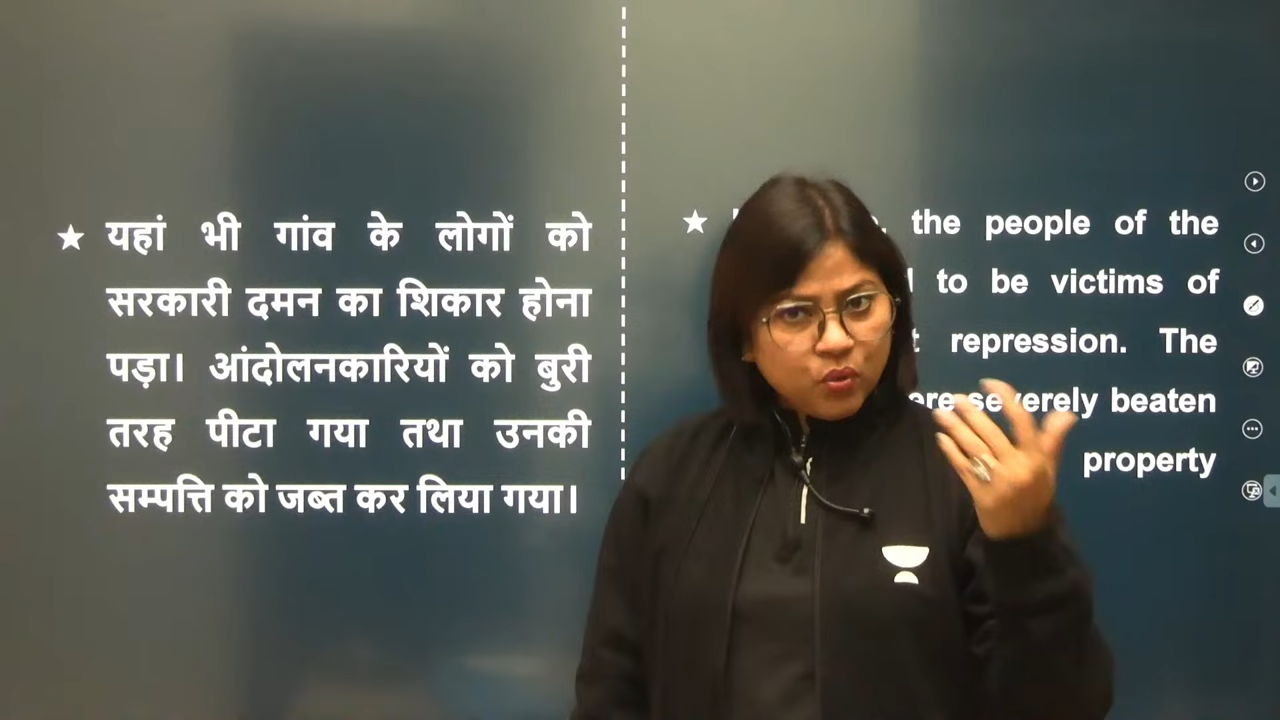 ★ यहां भी गांव के लोगों को
सरकारी दमन का शिकार होना
पड़ा। आंदोलनकारियों को बुरी
तरह पीटा गया तथा उनकी
सम्पत्ति को जब्त कर लिया गया।
★ the people of the
to be victims of
repression. The
severely beaten
property